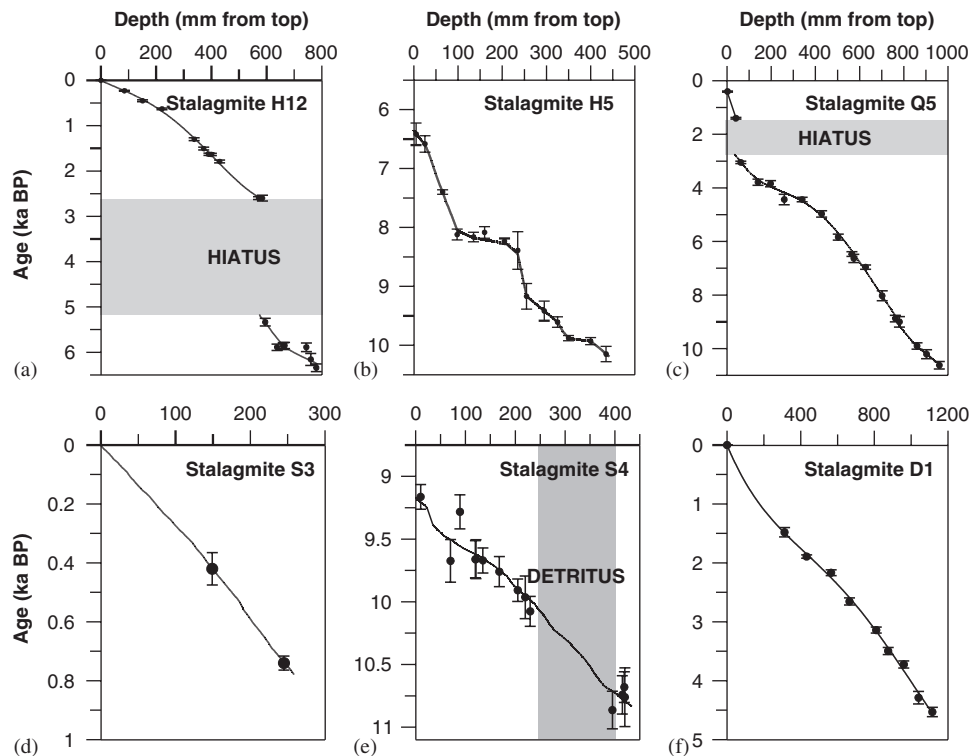 Depth (mm from top) Depth (mm from top) Depth (mm from top)
0 200 400 600 800
0 100 200 300 400 500
0 200 400 600 800 1000
Age (ka BP)
0
1
2
3
4
5
6
Stalagmite H12
HIATUS
(a)
6
7
8
9
10
Stalagmite H5
(b)
0
2
4
6
8
10
Stalagmite Q5
HIATUS
(c)
0 100 200 300
0 100 200 300 400
0 400 800 1200
Age (ka BP)
0
0.2
0.4
0.6
0.8
1
Stalagmite S3
(d)
9
9.5
10
10.5
11
Stalagmite S4
DETRITUS
(e)
0
1
2
3
4
5
Stalagmite D1
(f)